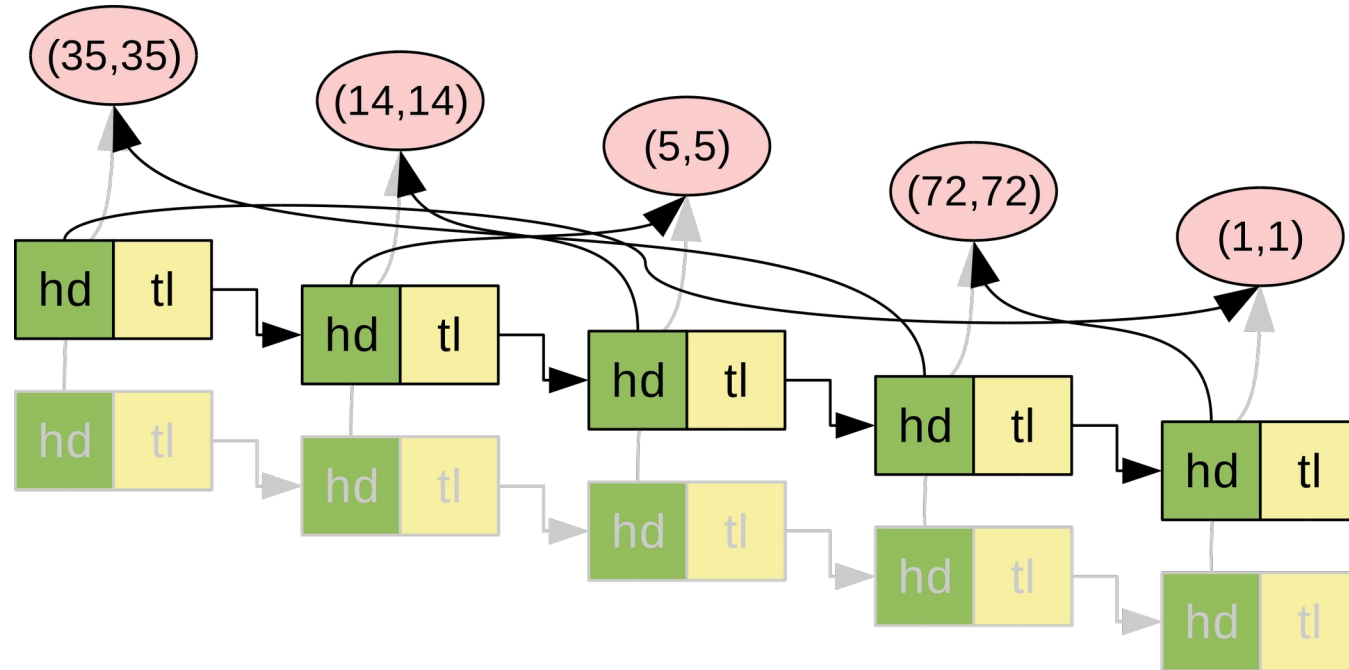 (35,35)
(14,14)
(5,5)
(72,72)
(1,1)
hd tl
hd tl
hd tl
hd tl
hd tl
hd tl
hd tl
hd tl
hd tl
hd tl